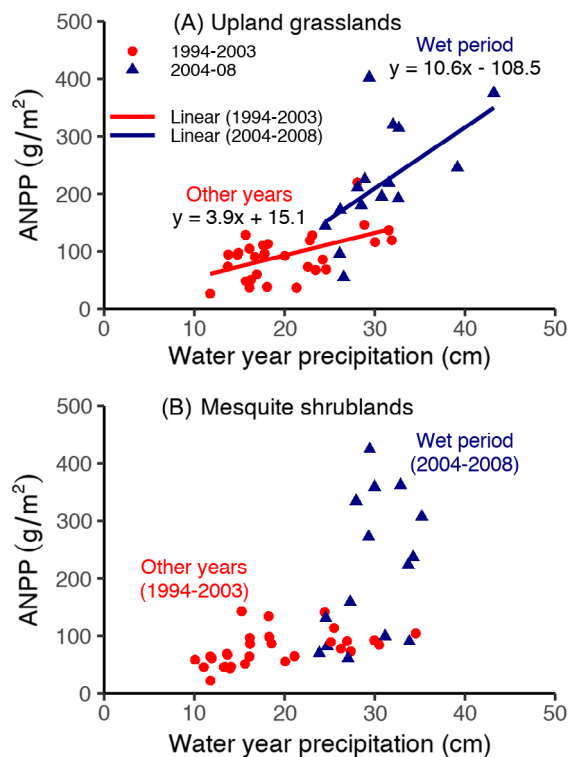 (A) Upland grasslands
1994-2003
2004-08
Linear (1994-2003)
Linear (2004-2008)
Wet period
y = 10.6x - 108.5
Other years
y = 3.9x + 15.1
500
400
300
200
100
0
ANPP (g/m²)
0
10
20
30
40
50
Water year precipitation (cm)
(B) Mesquite shrublands
Wet period
(2004-2008)
Other years
(1994-2003)
500
400
300
200
100
0
ANPP (g/m²)
0
10
20
30
40
50
Water year precipitation (cm)